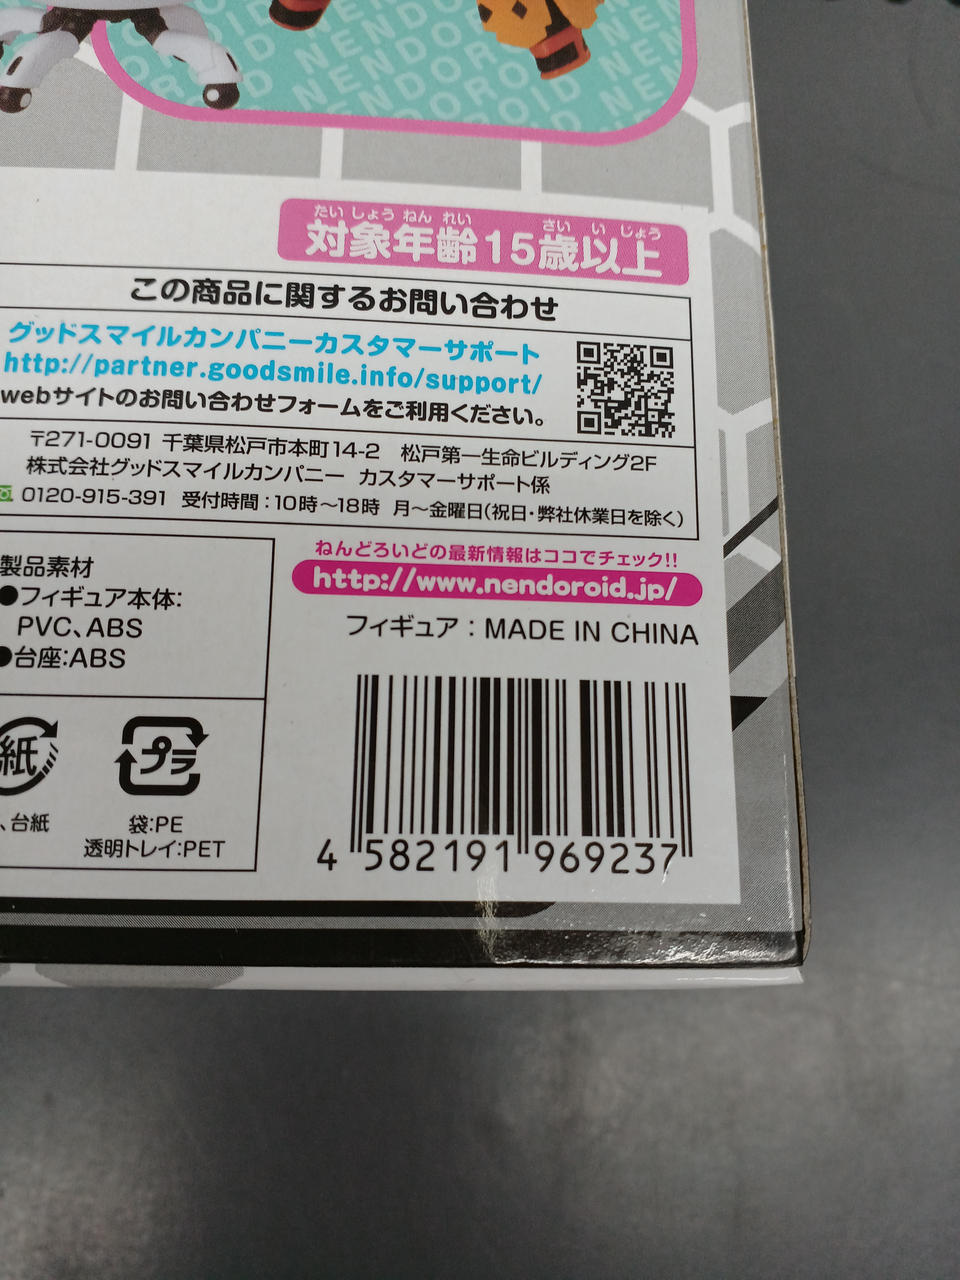 NENDOROID NENDOROID NEN
たい しょう ねん れい さい い じょう
対象年齢15歳以上
この商品に関するお問い合わせ
グッドスマイルカンパニーカスタマーサポート
http://partner.goodsmile.info/support/
webサイトのお問い合わせフォームをご利用ください。
〒271-0091 千葉県松戸市本町14-2 松戸第一生命ビルディング2F
株式会社グッドスマイルカンパニー カスタマーサポート係
0120-915-391 受付時間:10時～18時 月～金曜日(祝日・弊社休業日を除く)
製品素材
●フィギュア本体:
PVC、ABS
●台座:ABS
ねんどろいどの最新情報はココでチェック!!
http://www.nendoroid.jp/
フィギュア:MADE IN CHINA
紙
、台紙
プラ
袋:PE
透明トレイ:PET
4 582191 969237